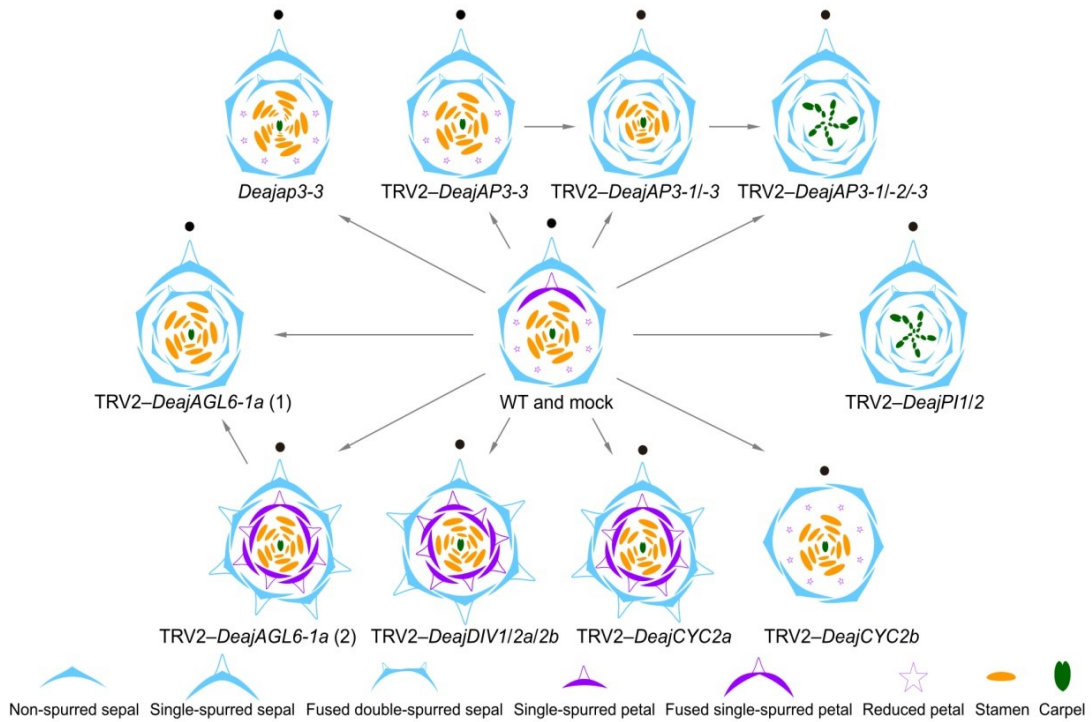 Deajap3-3
TRV2–DeajAP3-3
TRV2–DeajAP3-1/-3
TRV2–DeajAP3-1/-2/-3
TRV2–DeajAGL6-1a (1)
WT and mock
TRV2–DeajPI1/2
TRV2–DeajAGL6-1a (2)
TRV2–DeajDIV1/2a/2b
TRV2–DeajCYC2a
TRV2–DeajCYC2b
Non-spurred sepal
Single-spurred sepal
Fused double-spurred sepal
Single-spurred petal
Fused single-spurred petal
Reduced petal
Stamen
Carpel